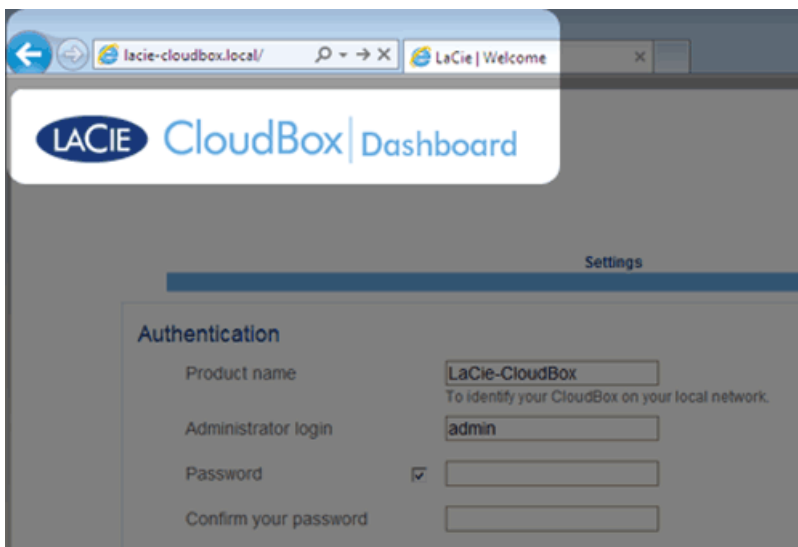 lacie-cloudbox.local/ LaCie | Welcome
LACIE CloudBox | Dashboard
Settings
Authentication
Product name LaCie-CloudBox
To identify your CloudBox on your local network.
Administrator login admin
Password
Confirm your password